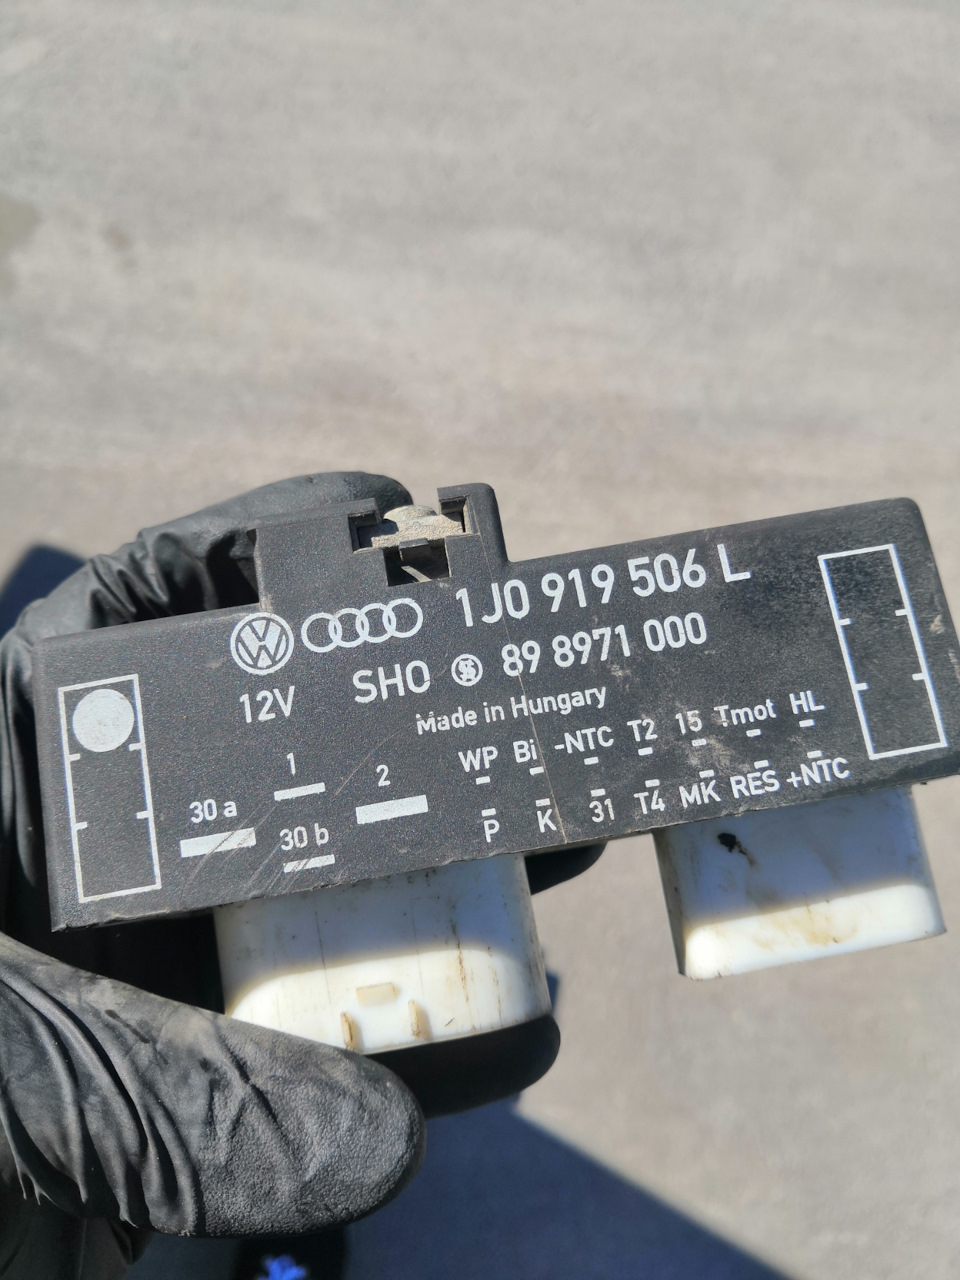 1J0 919 506 L
12V SHO 89 8971 000
Made in Hungary
30 a 1 2 WP Bi -NTC T2 15 Tmot HL
30 b P K 31 T4 MK RES +NTC